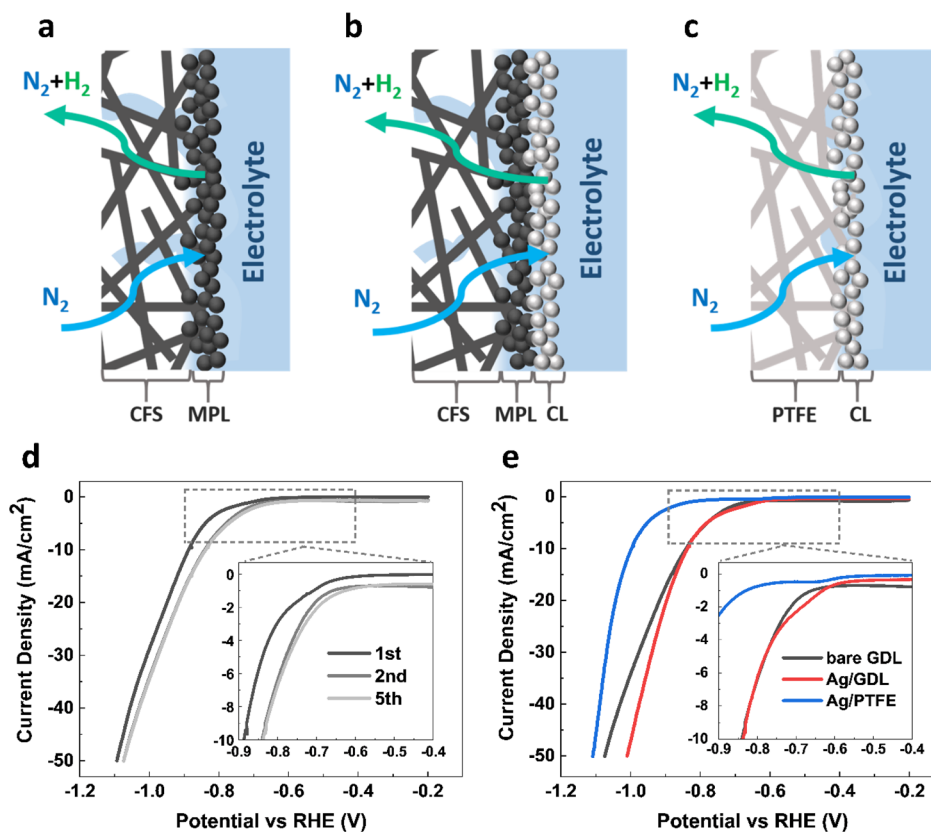 a
N₂+H₂
N₂
Electrolyte
CFS MPL
b
N₂+H₂
N₂
Electrolyte
CFS MPL CL
c
N₂+H₂
N₂
Electrolyte
PTFE CL
d
Current Density (mA/cm²)
0
-10
-20
-30
-40
-50
-1.2 -1.0 -0.8 -0.6 -0.4 -0.2
Potential vs RHE (V)
0
-2
-4
-6
-8
-10
-0.9 -0.8 -0.7 -0.6 -0.5 -0.4
1st
2nd
5th
e
Current Density (mA/cm²)
0
-10
-20
-30
-40
-50
-1.2 -1.0 -0.8 -0.6 -0.4 -0.2
Potential vs RHE (V)
0
-2
-4
-6
-8
-10
-0.9 -0.8 -0.7 -0.6 -0.5 -0.4
bare GDL
Ag/GDL
Ag/PTFE